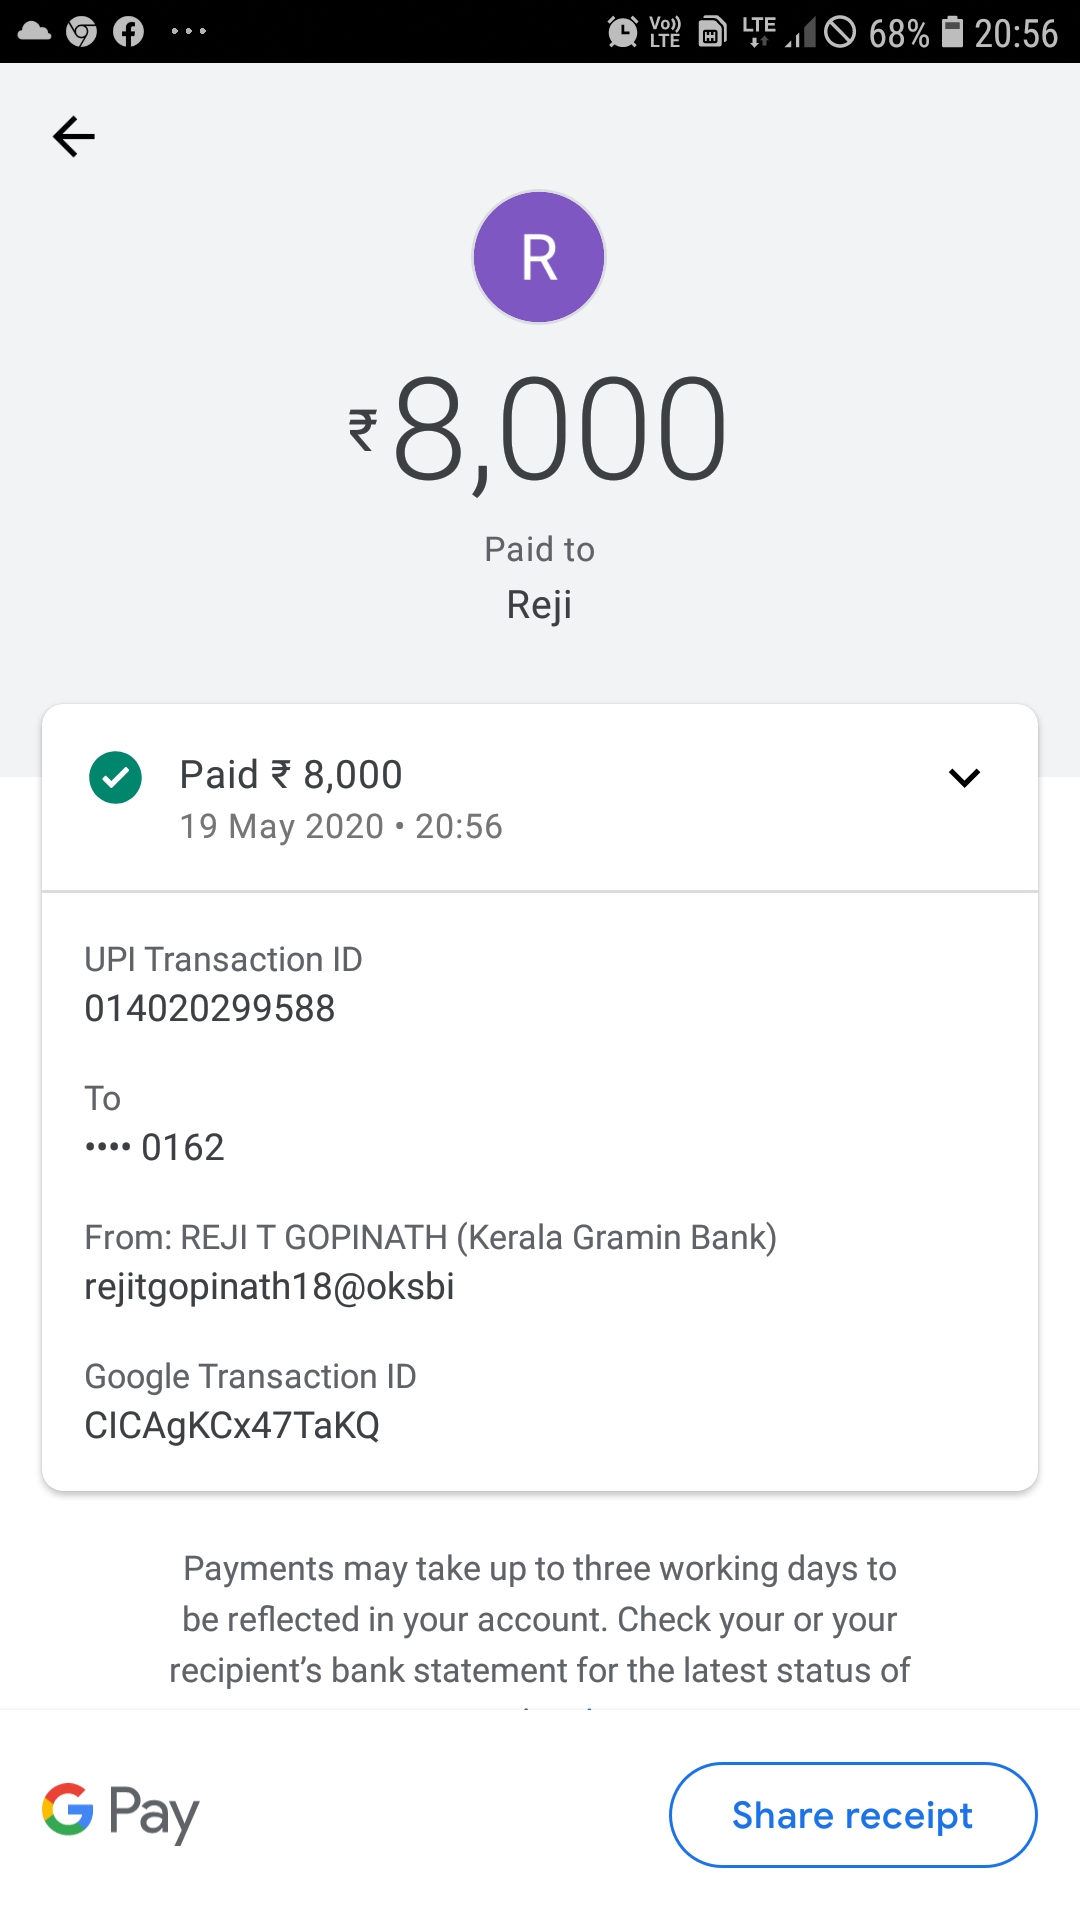 Vo))
LTE
LTE
68%
20:56
R
₹8,000
Paid to
Reji
Paid ₹ 8,000
19 May 2020 • 20:56
UPI Transaction ID
014020299588
To
•••• 0162
From: REJI T GOPINATH (Kerala Gramin Bank)
rejitgopinath18@oksbi
Google Transaction ID
CICAgKCx47TaKQ
Payments may take up to three working days to
be reflected in your account. Check your or your
recipient’s bank statement for the latest status of
G Pay
Share receipt